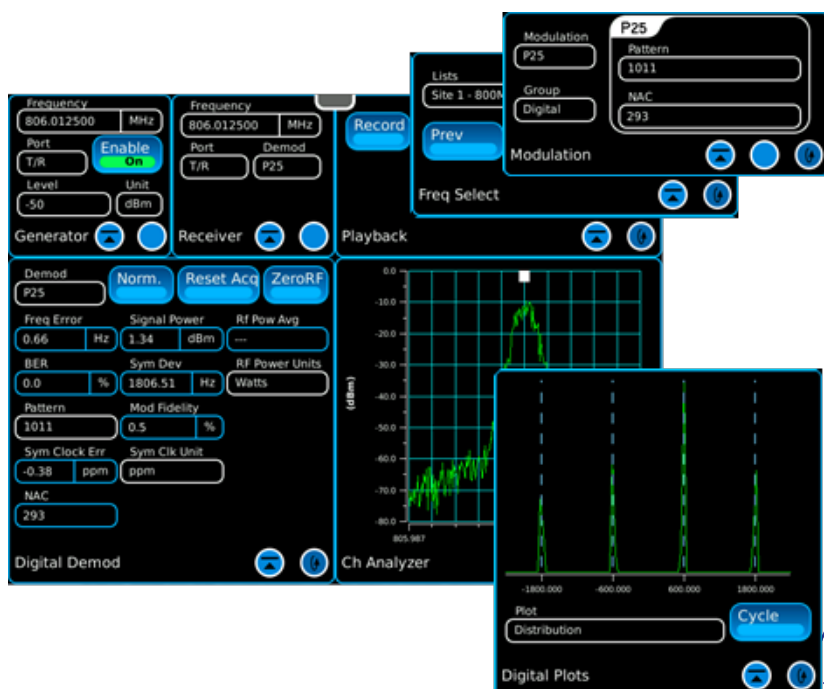 Modulation
P25
Group
Digital
P25
Pattern
1011
NAC
293
Modulation
Lists
Site 1 - 800M
Prev
Freq Select
Frequency
806.012500 MHz
Port
T/R
Enable
On
Level Unit
-50 dBm
Generator
Frequency
806.012500 MHz
Port Demod
T/R P25
Receiver
Record
Playback
Demod
P25
Norm. Reset Acq ZeroRF
Freq Error Signal Power Rf Pow Avg
0.66 Hz 1.34 dBm ---
BER Sym Dev RF Power Units
0.0 % 1806.51 Hz Watts
Pattern Mod Fidelity
1011 0.5 %
Sym Clock Err Sym Clk Unit
-0.38 ppm ppm
NAC
293
Digital Demod
0.0
-10.0
-20.0
-30.0
(dBm)
-40.0
-50.0
-60.0
-70.0
-80.0
805.987
Ch Analyzer
-1800.000 -600.000 600.000 1800.000
Plot
Distribution
Cycle
Digital Plots